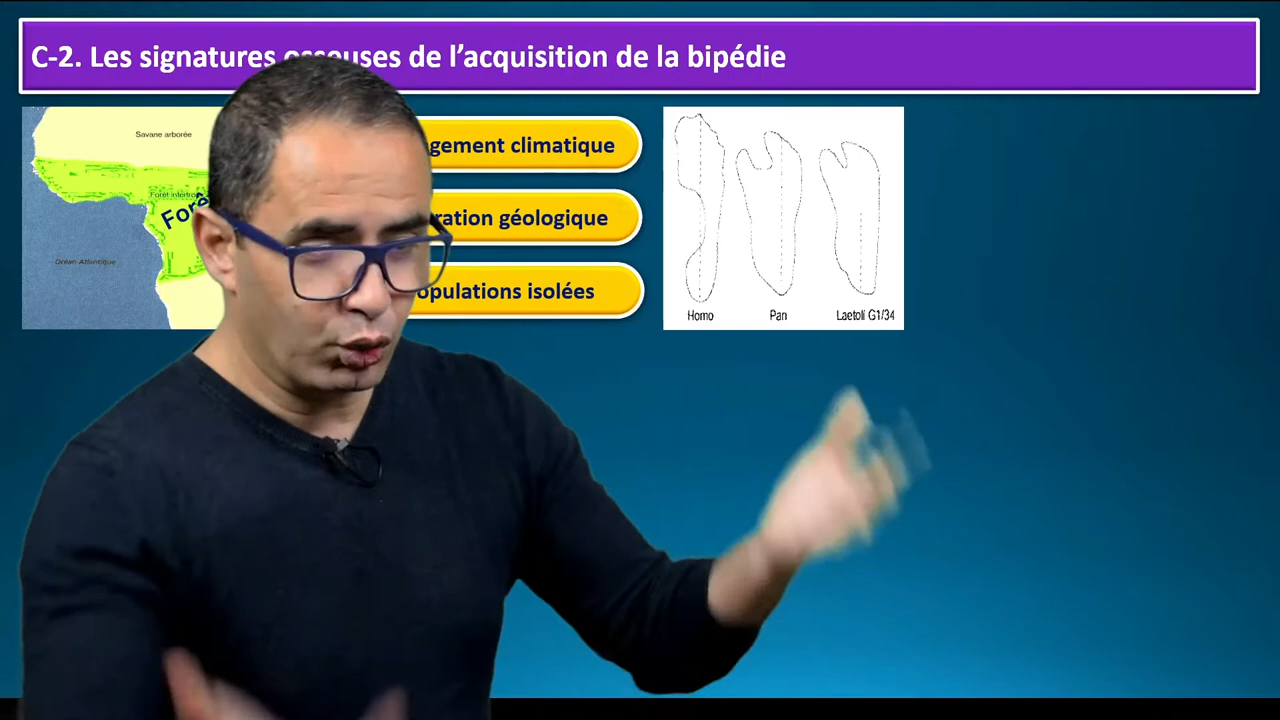 C-2. Les signatures osseuses de l'acquisition de la bipédie
Savane arborée
Forêt
Océan Atlantique
gement climatique
ration géologique
opulations isolées
Homo
Pan
Laetoli G1/34